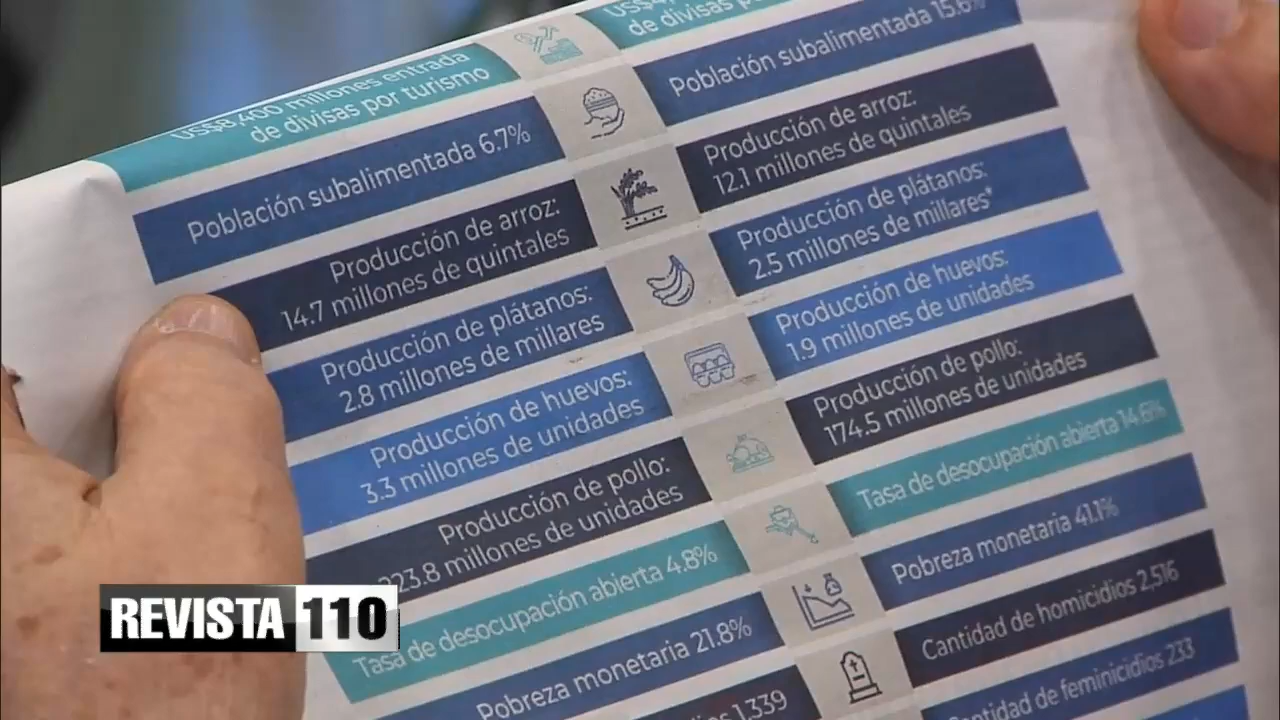 US$8,400 millones entrada
de divisas por turismo
Población subalimentada 6.7%
Producción de arroz:
14.7 millones de quintales
Producción de plátanos:
2.8 millones de millares
Producción de huevos:
3.3 millones de unidades
Producción de pollo:
223.8 millones de unidades
Tasa de desocupación abierta 4.8%
Pobreza monetaria 21.8%
1,339
de divisas
Población subalimentada 15.6%
Producción de arroz:
12.1 millones de quintales
Producción de plátanos:
2.5 millones de millares*
Producción de huevos:
1.9 millones de unidades
Producción de pollo:
174.5 millones de unidades
Tasa de desocupación abierta 14.6%
Pobreza monetaria 41.1%
Cantidad de homicidios 2,516
Cantidad de feminicidios 233
REVISTA 110